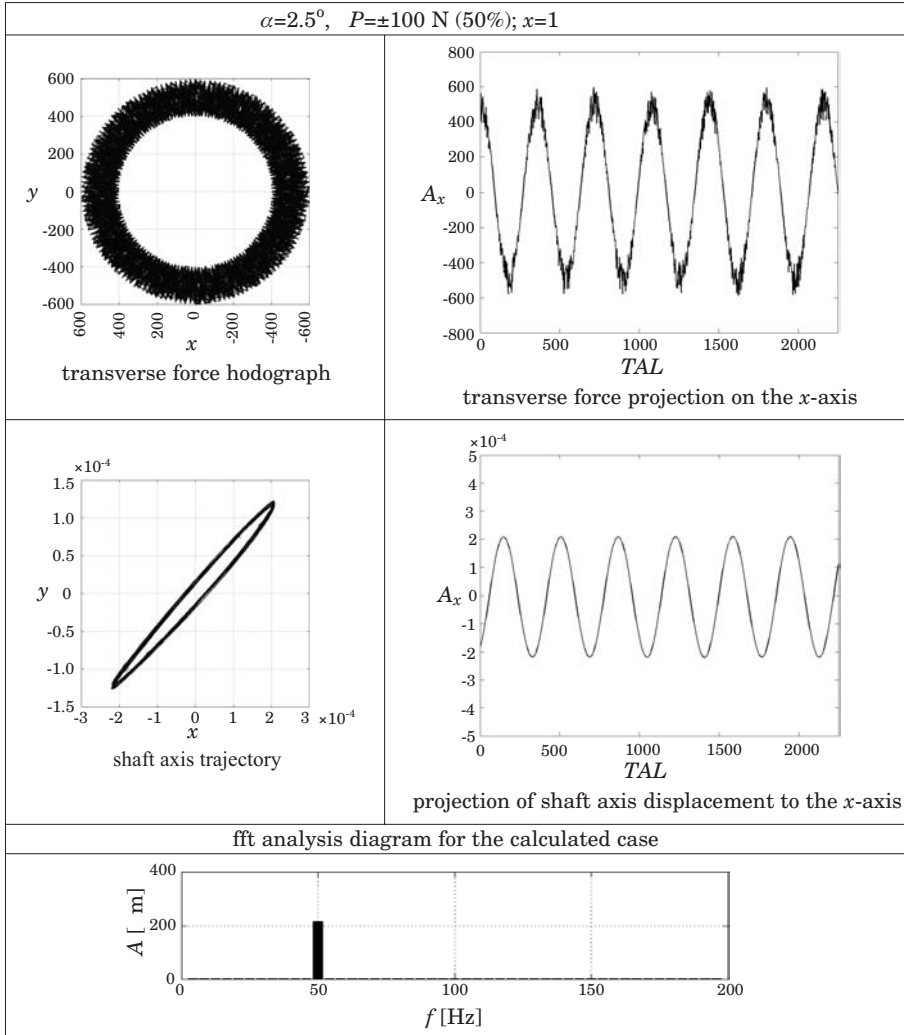 α=2.5º, P=±100 N (50%); x=1
600
400
200
y 0
-200
-400
-600
600 400 200 0 -200 -400 -600
x
transverse force hodograph
800
600
400
200
A_x 0
-200
-400
-600
-800
0 500 1000 1500 2000
TAL
transverse force projection on the x-axis
×10⁻⁴
1.5
1.0
0.5
y 0
-0.5
-1.0
-1.5
-3 -2 -1 0 1 2 3 ×10⁻⁴
x
shaft axis trajectory
×10⁻⁴
5
4
3
2
1
A_x 0
-1
-2
-3
-4
-5
0 500 1000 1500 2000
TAL
projection of shaft axis displacement to the x-axis
fft analysis diagram for the calculated case
A [ m]
400
200
0
0 50 100 150 200
f [Hz]